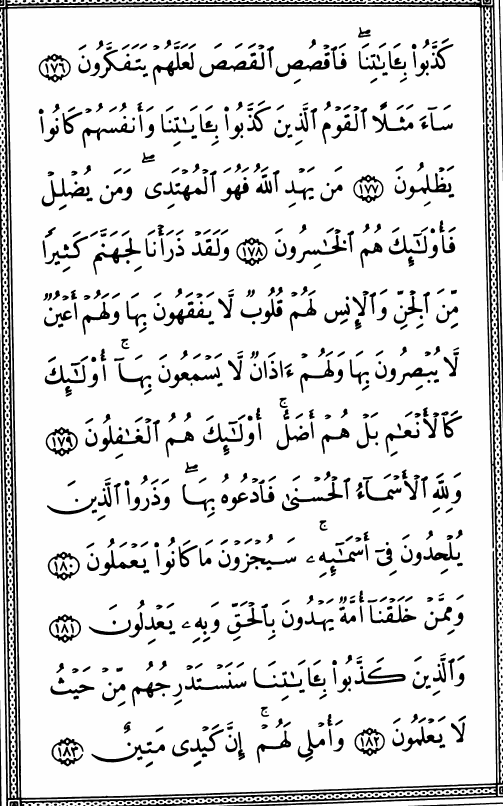 كَذَّبُوا۟ بِـَٔايَـٰتِنَا ۖ فَٱقْصُصِ ٱلْقَصَصَ لَعَلَّهُمْ يَتَفَكَّرُونَ ١٧٦
سَآءَ مَثَلًا ٱلْقَوْمُ ٱلَّذِينَ كَذَّبُوا۟ بِـَٔايَـٰتِنَا وَأَنفُسَهُمْ كَانُوا۟
يَظْلِمُونَ ١٧٧ مَن يَهْدِ ٱللَّهُ فَهُوَ ٱلْمُهْتَدِى ۖ وَمَن يُضْلِلْ
فَأُو۟لَـٰٓئِكَ هُمُ ٱلْخَـٰسِرُونَ ١٧٨ وَلَقَدْ ذَرَأْنَا لِجَهَنَّمَ كَثِيرًا
مِّنَ ٱلْجِنِّ وَٱلْإِنسِ لَهُمْ قُلُوبٌ لَّا يَفْقَهُونَ بِهَا وَلَهُمْ أَعْيُنٌ
لَّا يُبْصِرُونَ بِهَا وَلَهُمْ ءَاذَانٌ لَّا يَسْمَعُونَ بِهَآ ۚ أُو۟لَـٰٓئِكَ
كَٱلْأَنْعَـٰمِ بَلْ هُمْ أَضَلُّ ۚ أُو۟لَـٰٓئِكَ هُمُ ٱلْغَـٰفِلُونَ ١٧٩
وَلِلَّهِ ٱلْأَسْمَآءُ ٱلْحُسْنَىٰ فَٱدْعُوهُ بِهَا ۖ وَذَرُوا۟ ٱلَّذِينَ
يُلْحِدُونَ فِىٓ أَسْمَـٰٓئِهِۦ ۚ سَيُجْزَوْنَ مَا كَانُوا۟ يَعْمَلُونَ ١٨٠
وَمِمَّنْ خَلَقْنَآ أُمَّةٌ يَهْدُونَ بِٱلْحَقِّ وَبِهِۦ يَعْدِلُونَ ١٨١
وَٱلَّذِينَ كَذَّبُوا۟ بِـَٔايَـٰتِنَا سَنَسْتَدْرِجُهُم مِّنْ حَيْثُ
لَا يَعْلَمُونَ ١٨٢ وَأُمْلِى لَهُمْ ۚ إِنَّ كَيْدِى مَتِينٌ ١٨٣